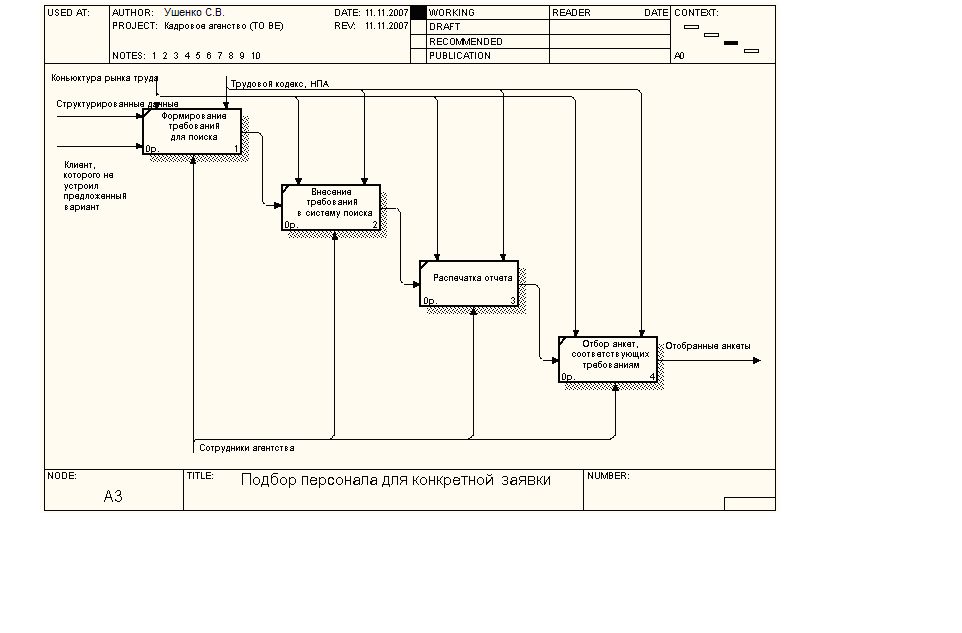 USED AT:
AUTHOR: Ушенко С.В.
DATE: 11.11.2007
WORKING
READER
DATE
CONTEXT:
PROJECT: Кадровое агенство (TO BE)
REV: 11.11.2007
DRAFT
RECOMMENDED
NOTES: 1 2 3 4 5 6 7 8 9 10
PUBLICATION
A0
Коньюктура рынка труда
Трудовой кодекс, НПА
Структурированные данные
Формирование
требований
для поиска
0р.
1
Клиент,
которого не
устроил
предложенный
вариант
Внесение
требований
в систему поиска
0р.
2
Распечатка отчета
0р.
3
Отбор анкет,
соответствующих
требованиям
0р.
4
Отобранные анкеты
Сотрудники агентства
NODE:
А3
TITLE:
Подбор персонала для конкретной заявки
NUMBER: